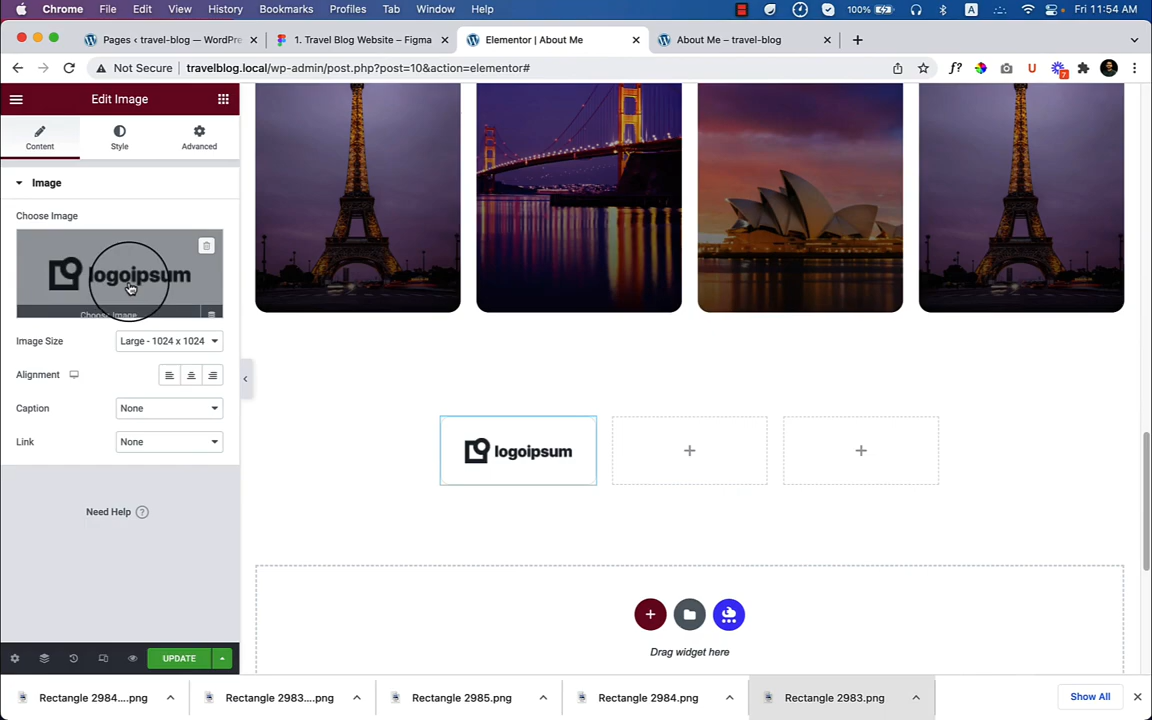 Chrome File Edit View History Bookmarks Profiles Tab Window Help 100% A Fri 11:54 AM
Pages ‹ travel-blog — WordPre
1. Travel Blog Website – Figma
Elementor | About Me
About Me – travel-blog
Not Secure travelblog.local/wp-admin/post.php?post=10&action=elementor#
f?
U
7
Edit Image
Content Style Advanced
Image
Choose Image
logoipsum
Choose Image
Image Size Large - 1024 x 1024
Alignment
Caption None
Link None
Need Help ?
UPDATE
logoipsum
Drag widget here
Rectangle 2984....png
Rectangle 2983....png
Rectangle 2985.png
Rectangle 2984.png
Rectangle 2983.png
Show All